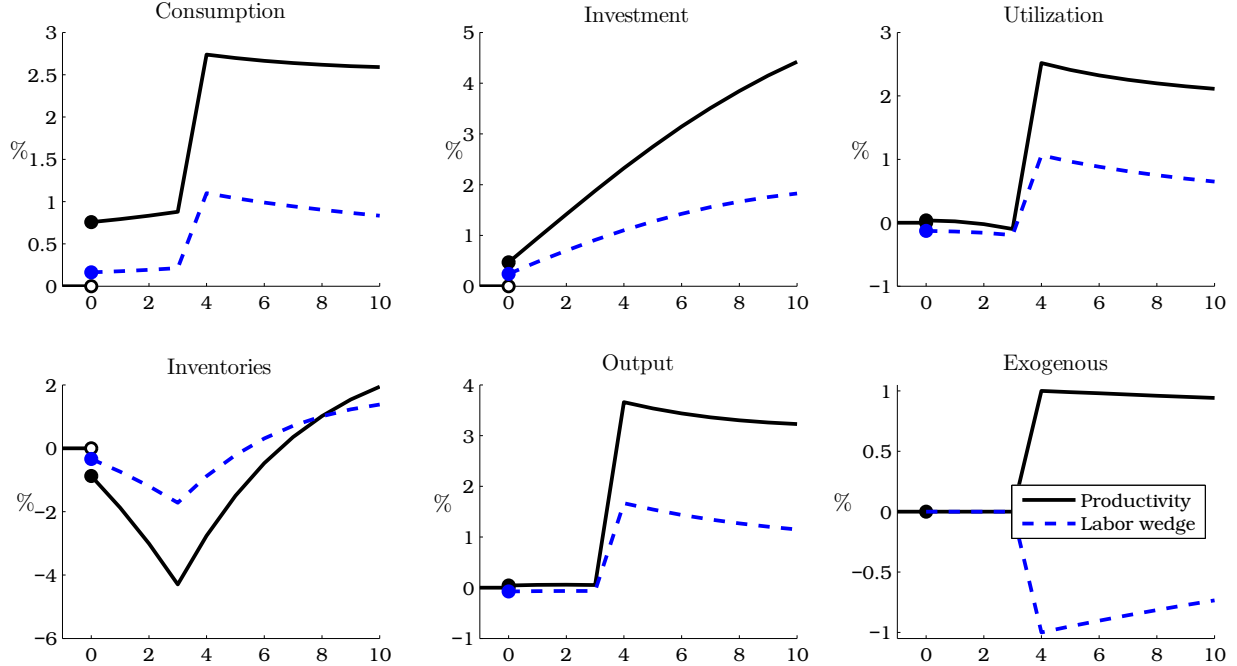 Consumption
3
2.5
2
%
1.5
1
0.5
0
0 2 4 6 8 10
Investment
5
4
3
%
2
1
0
0 2 4 6 8 10
Utilization
3
2
%
1
0
−1
0 2 4 6 8 10
Inventories
2
0
%
−2
−4
−6
0 2 4 6 8 10
Output
4
3
2
%
1
0
−1
0 2 4 6 8 10
Exogenous
1
0.5
%
0
−0.5
−1
0 2 4 6 8 10
Productivity
Labor wedge